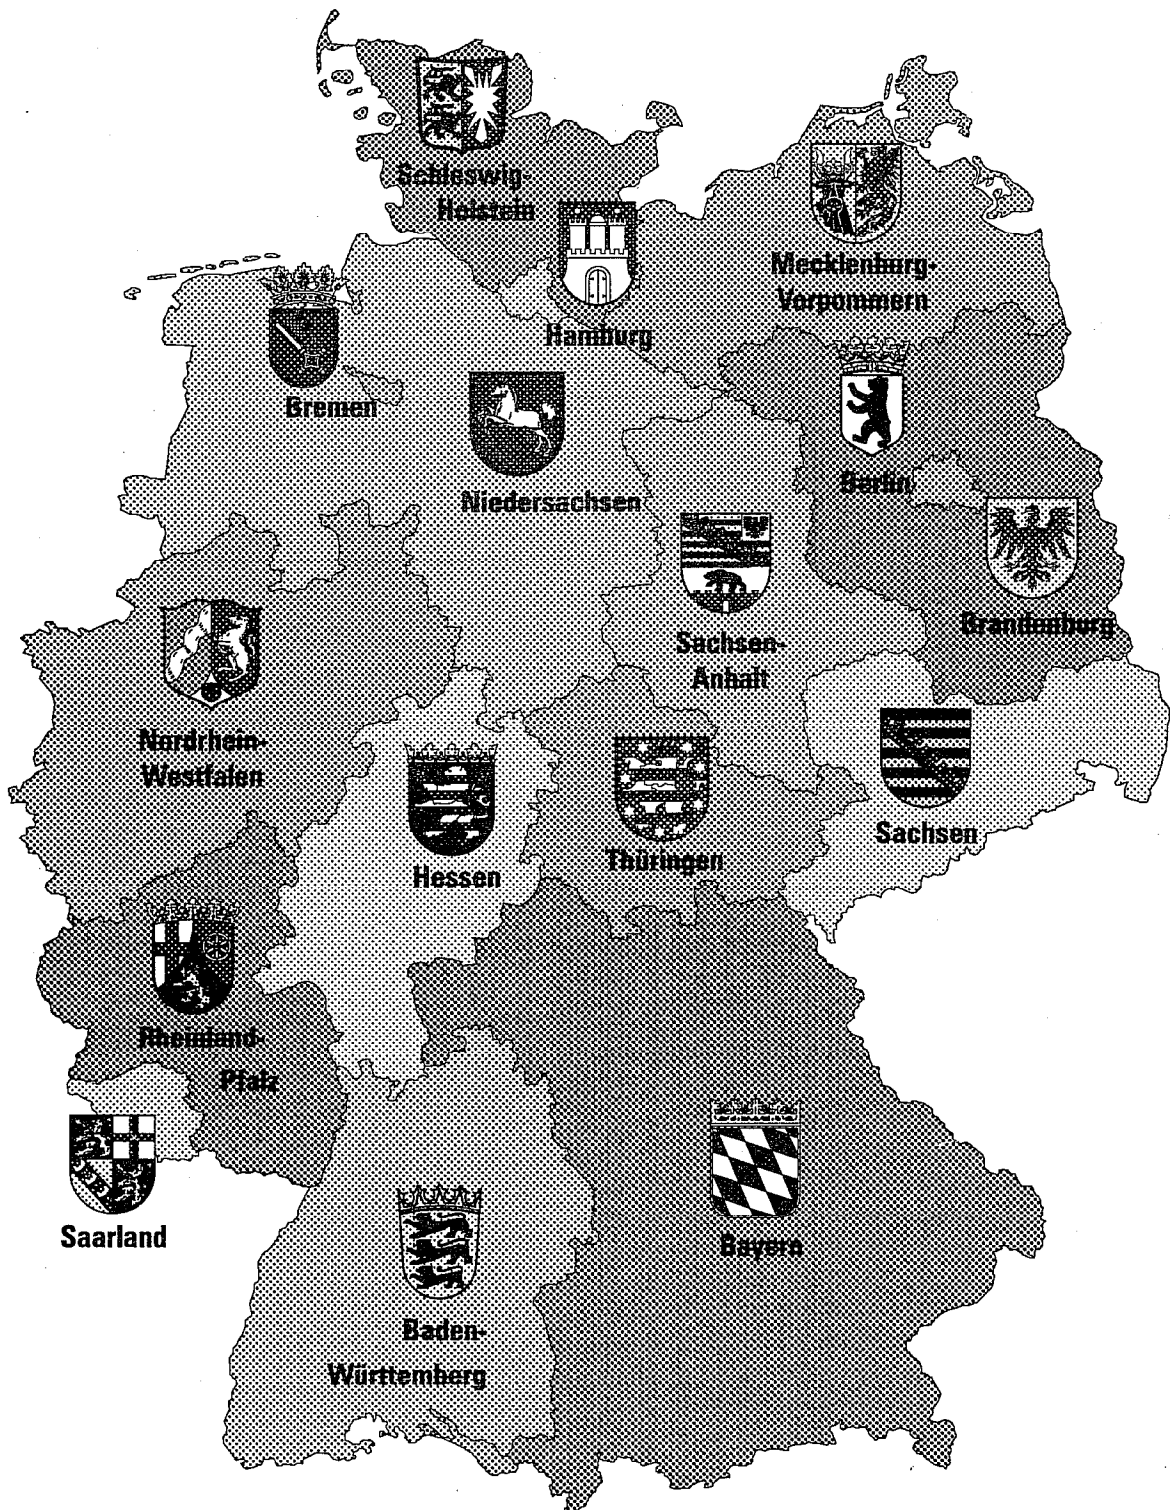 Schleswig-
Holstein
Mecklenburg-
Vorpommern
Hamburg
Bremen
Berlin
Niedersachsen
Brandenburg
Sachsen-
Anhalt
Nordrhein-
Westfalen
Sachsen
Thüringen
Hessen
Rheinland-
Pfalz
Saarland
Bayern
Baden-
Württemberg